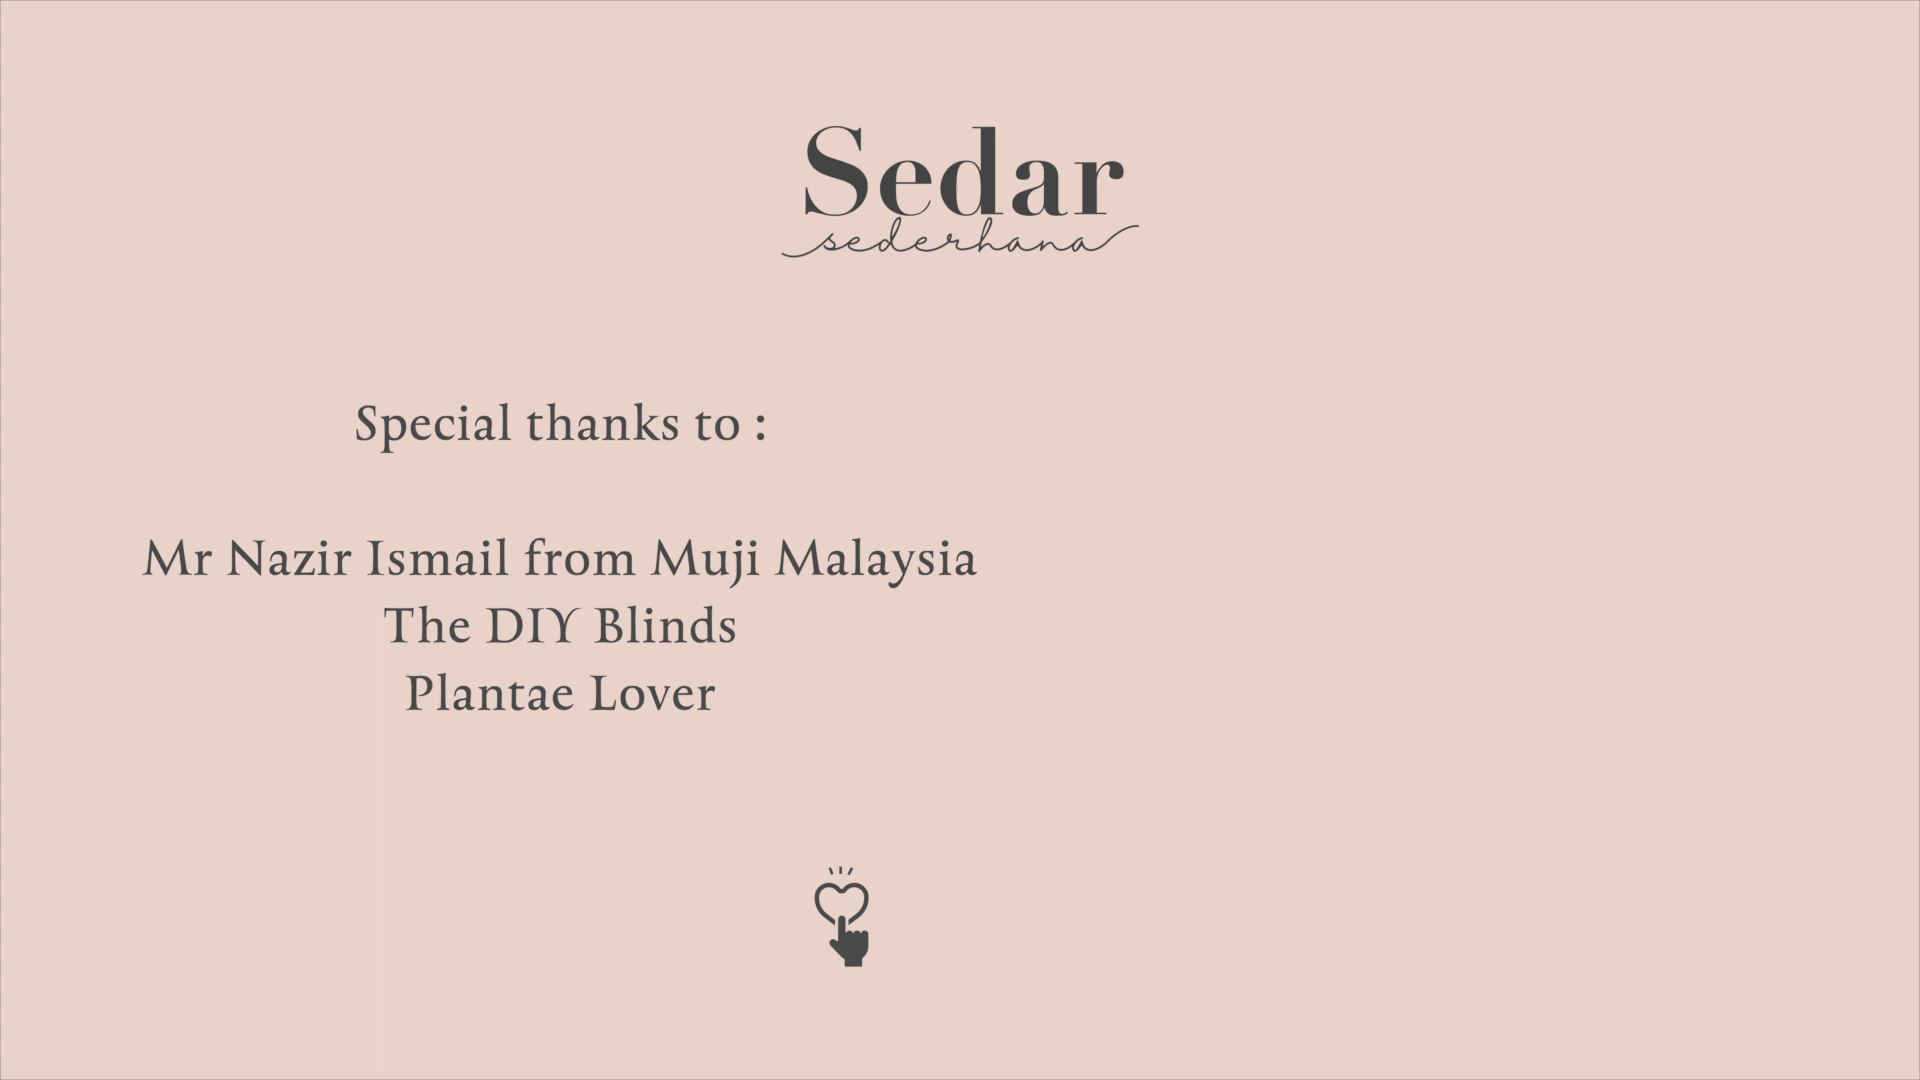 Sedar
sederhana
Special thanks to :
Mr Nazir Ismail from Muji Malaysia
The DIY Blinds
Plantae Lover